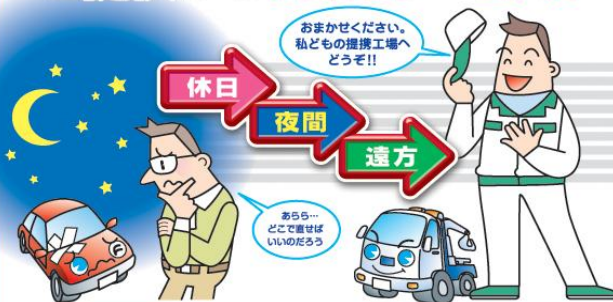 おまかせください。
私どもの提携工場へ
どうぞ!!
休日
夜間
遠方
あらら…
どこで直せば
いいのだろう